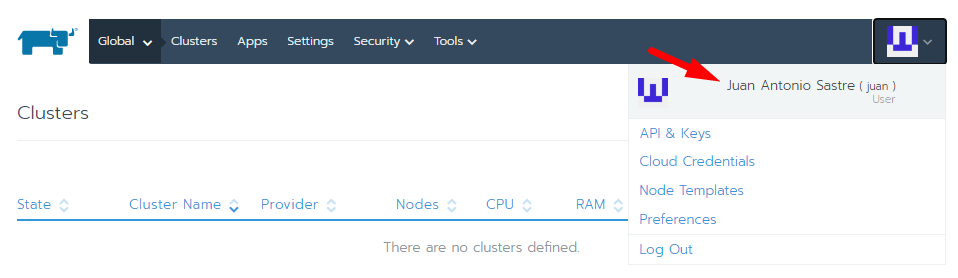 Global Clusters Apps Settings Security Tools
Juan Antonio Sastre ( juan )
User
Clusters
API & Keys
Cloud Credentials
Node Templates
Preferences
Log Out
State Cluster Name Provider Nodes CPU RAM
There are no clusters defined.